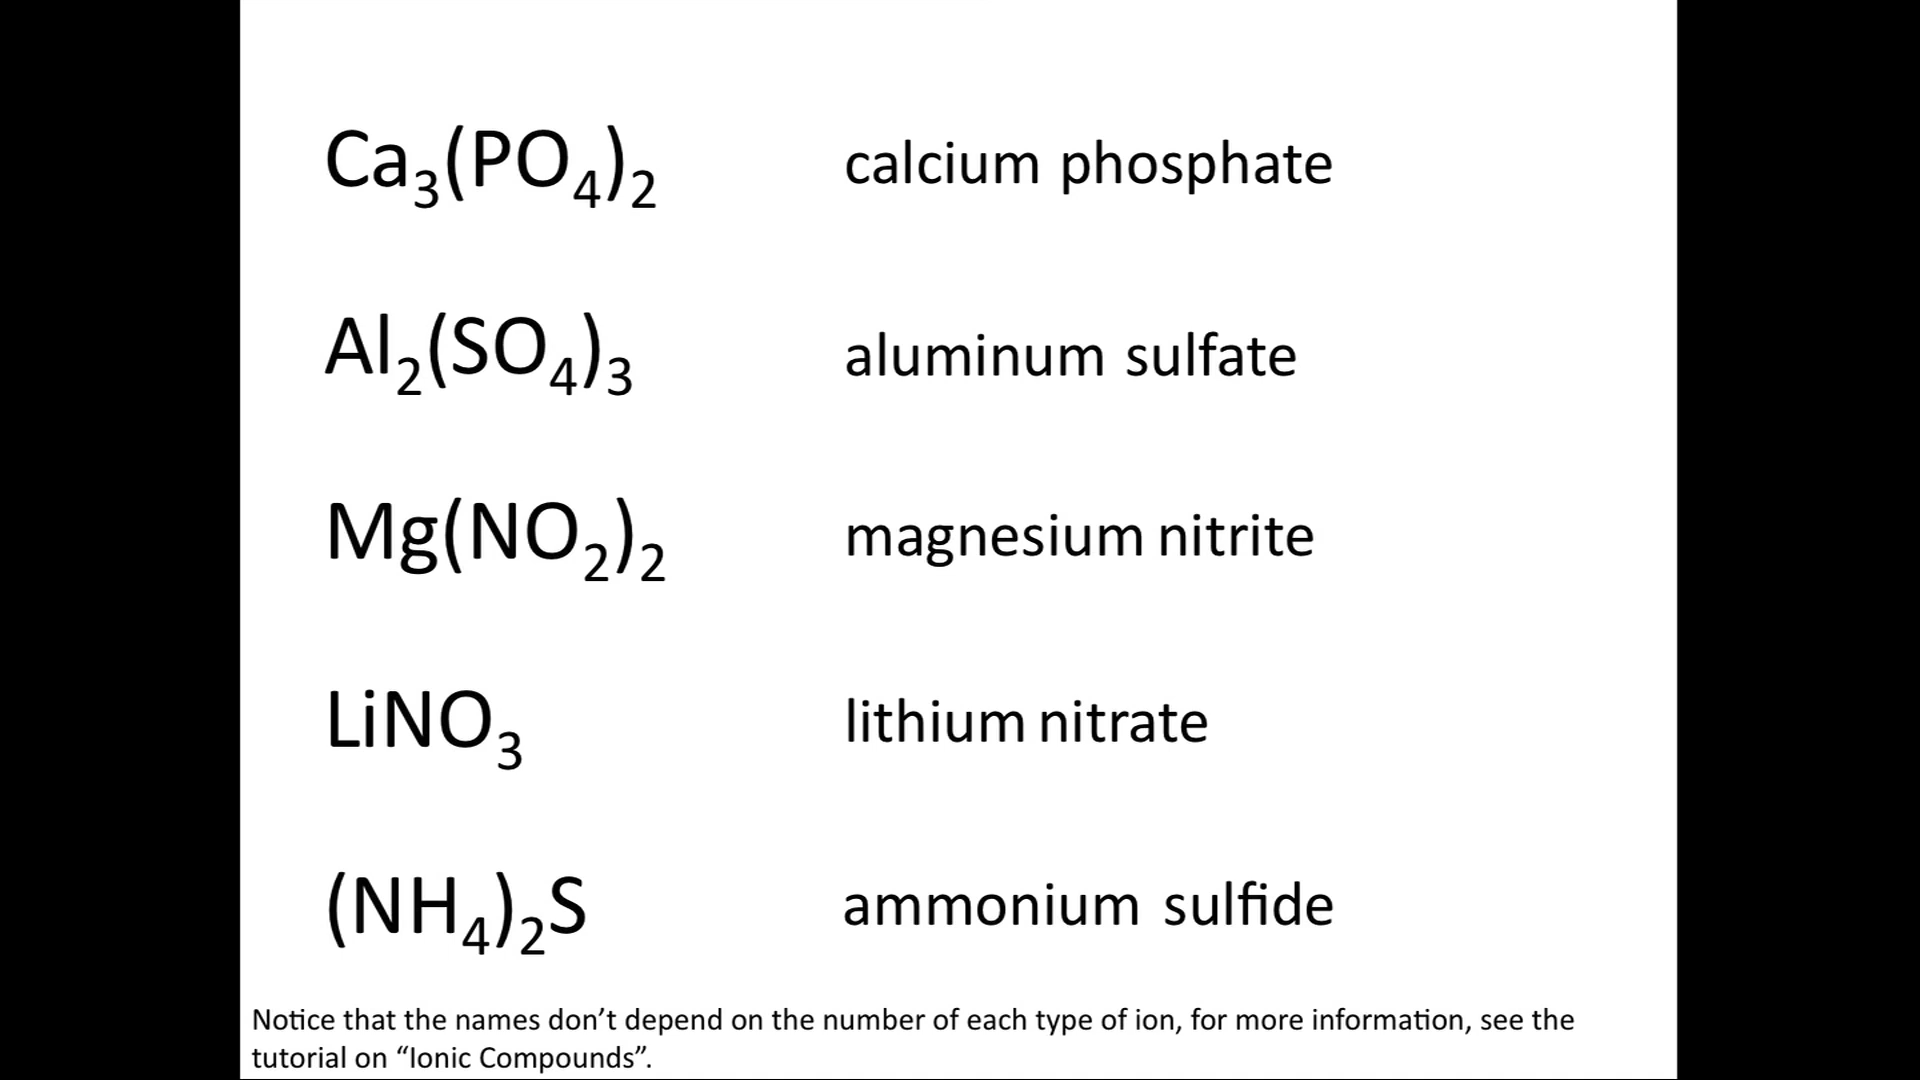 Ca₃(PO₄)₂ calcium phosphate
Al₂(SO₄)₃ aluminum sulfate
Mg(NO₂)₂ magnesium nitrite
LiNO₃ lithium nitrate
(NH₄)₂S ammonium sulfide
Notice that the names don’t depend on the number of each type of ion, for more information, see the
tutorial on “Ionic Compounds”.